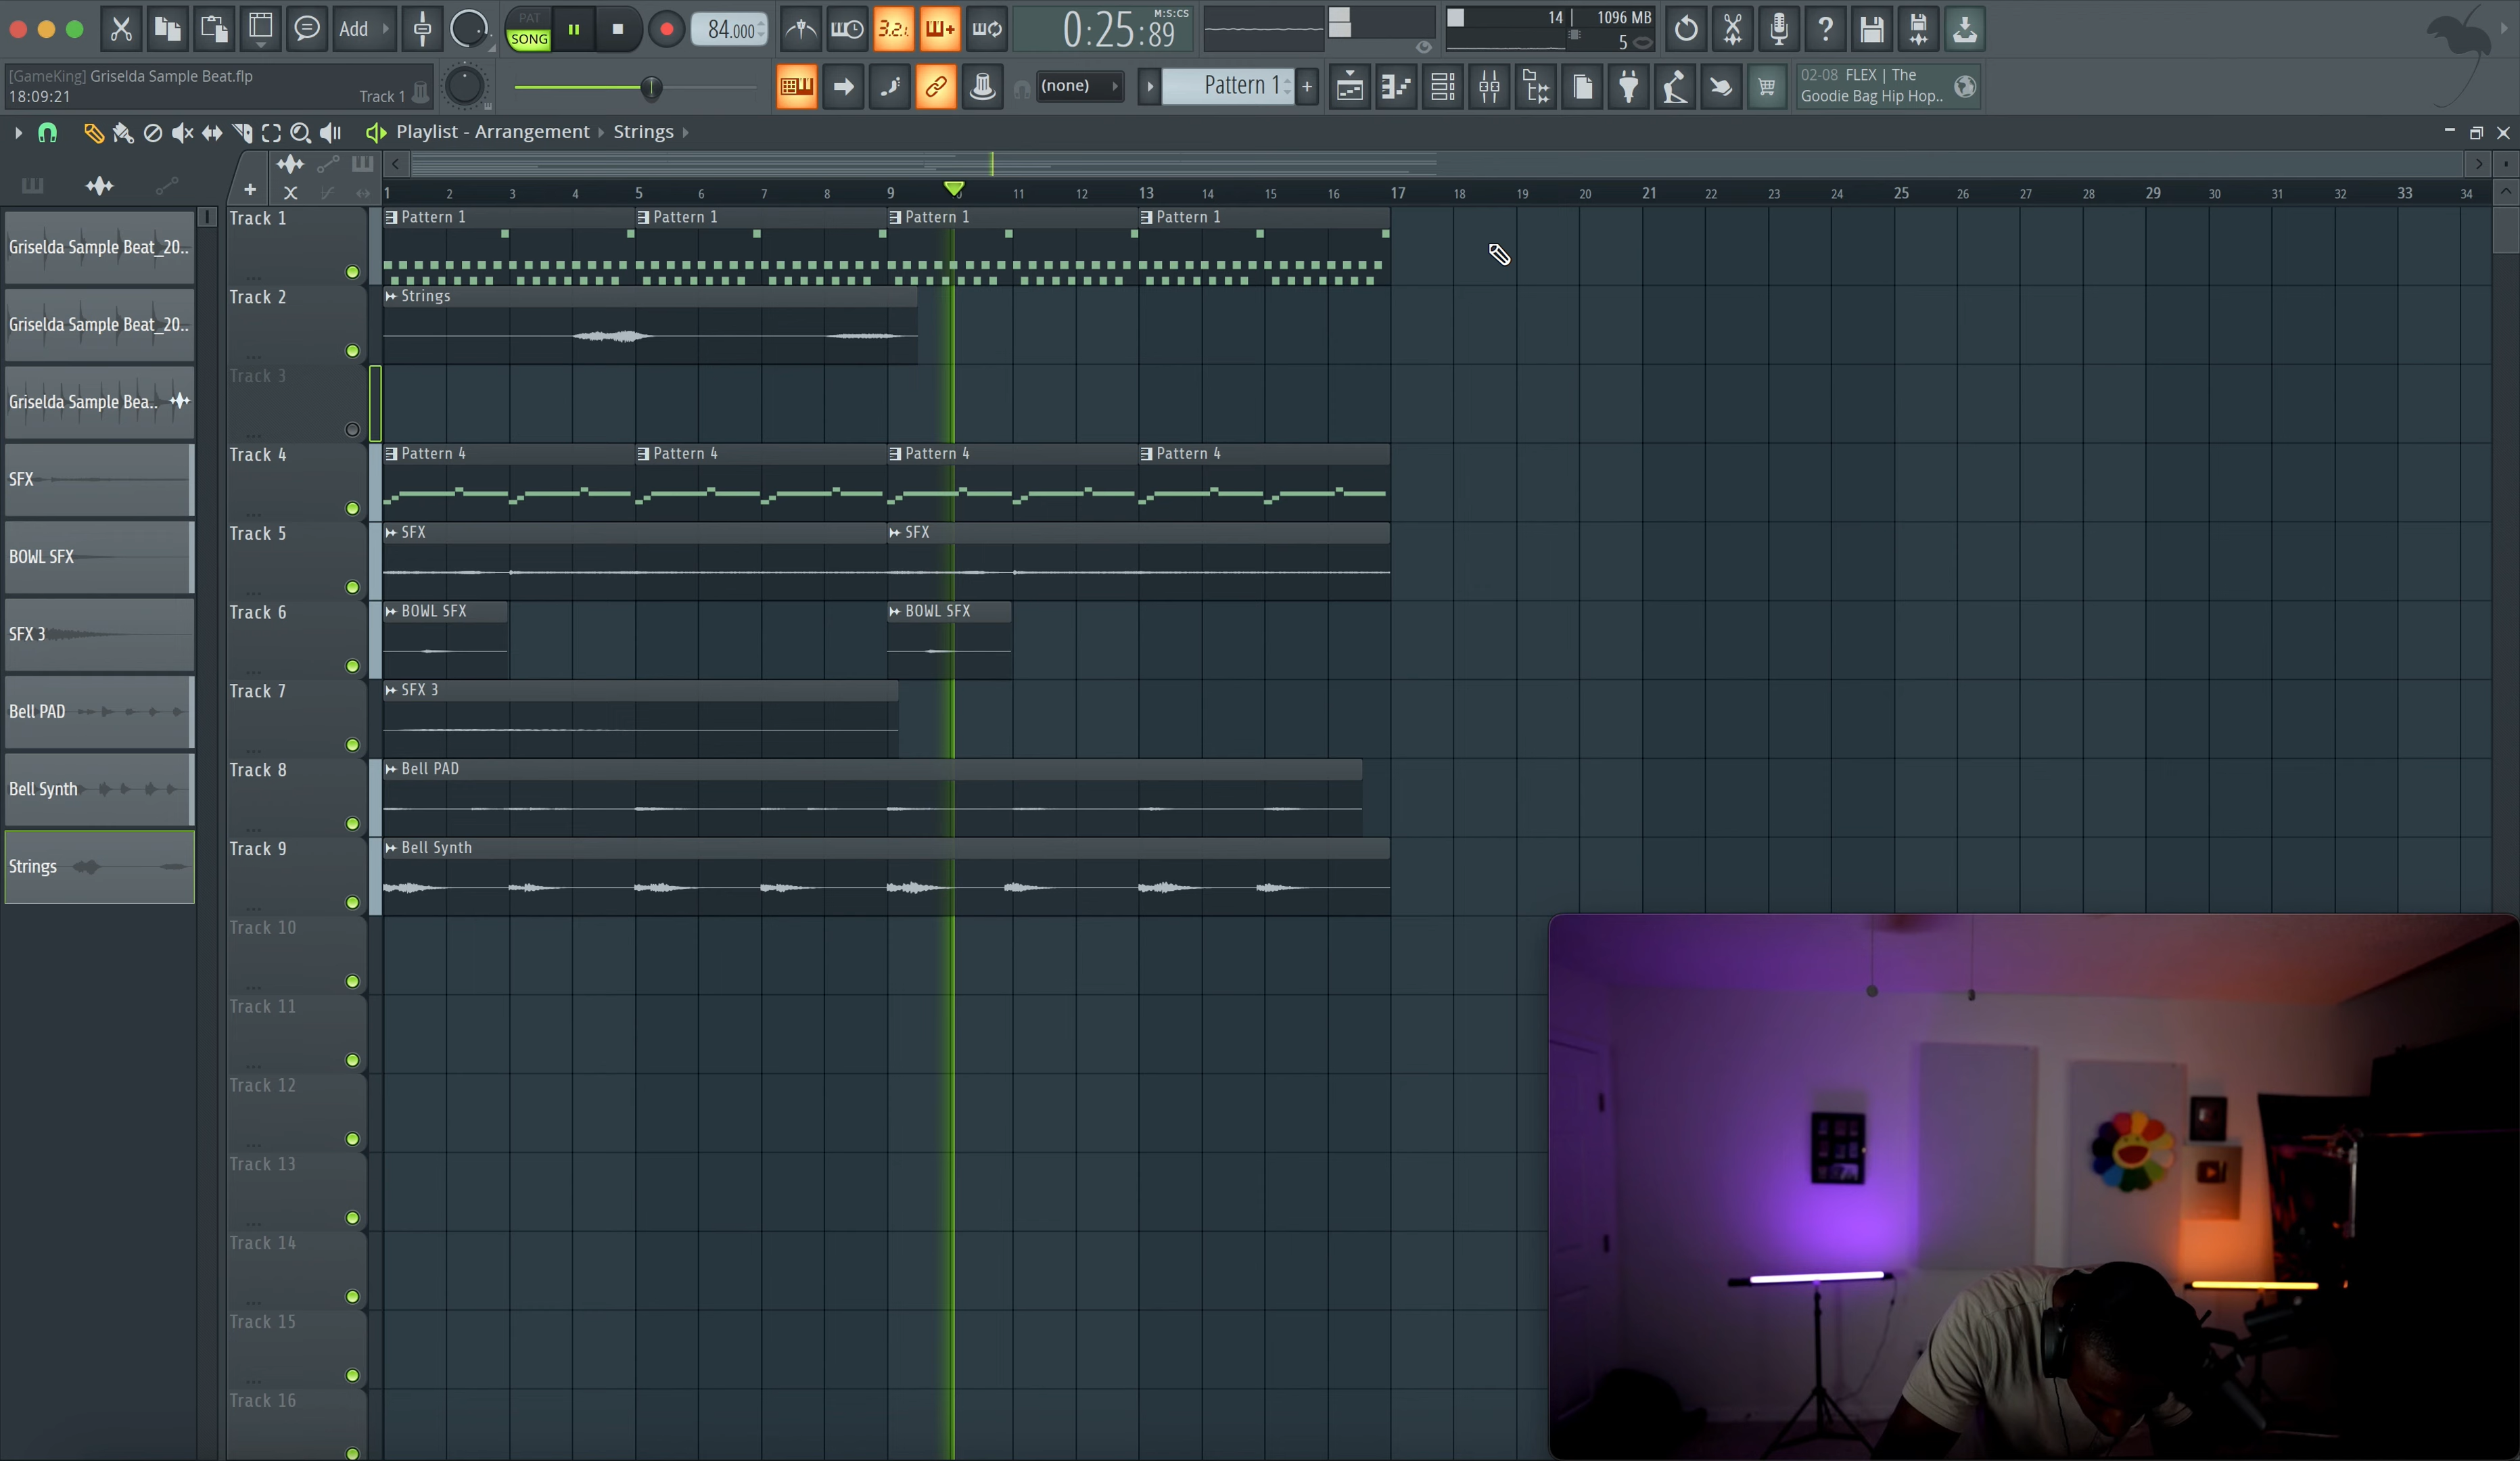 Add
PAT
SONG
84.000
3.2.
0:25:89
M:S:CS
14
1096 MB
5
[GameKing] Griselda Sample Beat.flp
18:09:21
Track 1
(none)
Pattern 1
+
02-08 FLEX | The
Goodie Bag Hip Hop..
Playlist - Arrangement
Strings
1 2 3 4 5 6 7 8 9 10 11 12 13 14 15 16 17 18 19 20 21 22 23 24 25 26 27 28 29 30 31 32 33 34
Griselda Sample Beat_20..
Griselda Sample Beat_20..
Griselda Sample Bea..
SFX
BOWL SFX
SFX 3
Bell PAD
Bell Synth
Strings
Track 1
Pattern 1
Pattern 1
Pattern 1
Pattern 1
Track 2
Strings
Track 3
Track 4
Pattern 4
Pattern 4
Pattern 4
Pattern 4
Track 5
SFX
SFX
Track 6
BOWL SFX
BOWL SFX
Track 7
SFX 3
Track 8
Bell PAD
Track 9
Bell Synth
Track 10
Track 11
Track 12
Track 13
Track 14
Track 15
Track 16